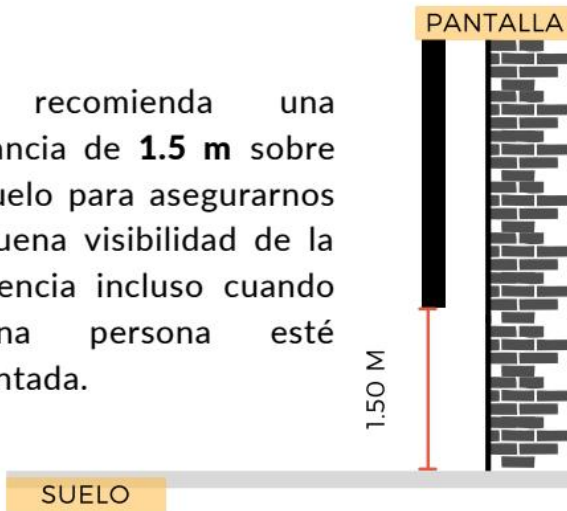 PANTALLA
recomienda una
ancia de 1.5 m sobre
uelo para asegurarnos
uena visibilidad de la
encia incluso cuando
na persona esté
ntada.
1.50 M
SUELO